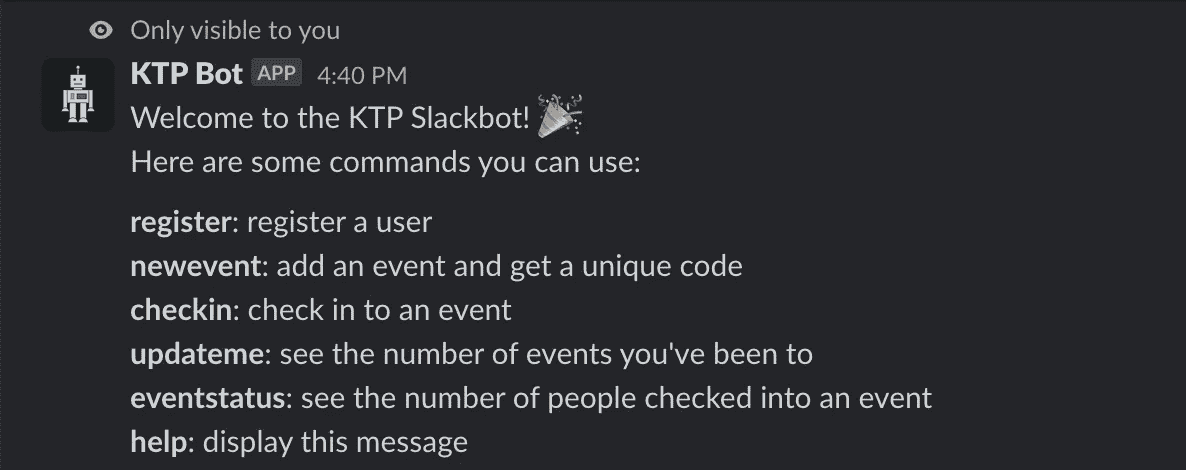 Only visible to you
KTP Bot APP 4:40 PM
Welcome to the KTP Slackbot!
Here are some commands you can use:
register: register a user
newevent: add an event and get a unique code
checkin: check in to an event
updateme: see the number of events you've been to
eventstatus: see the number of people checked into an event
help: display this message